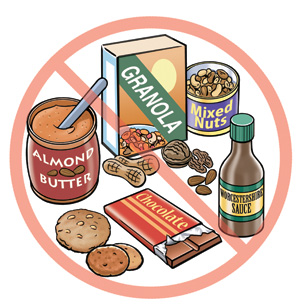 GRANOLA
Mixed
Nuts
ALMOND
BUTTER
Chocolate
WORCESTERSHIRE
SAUCE